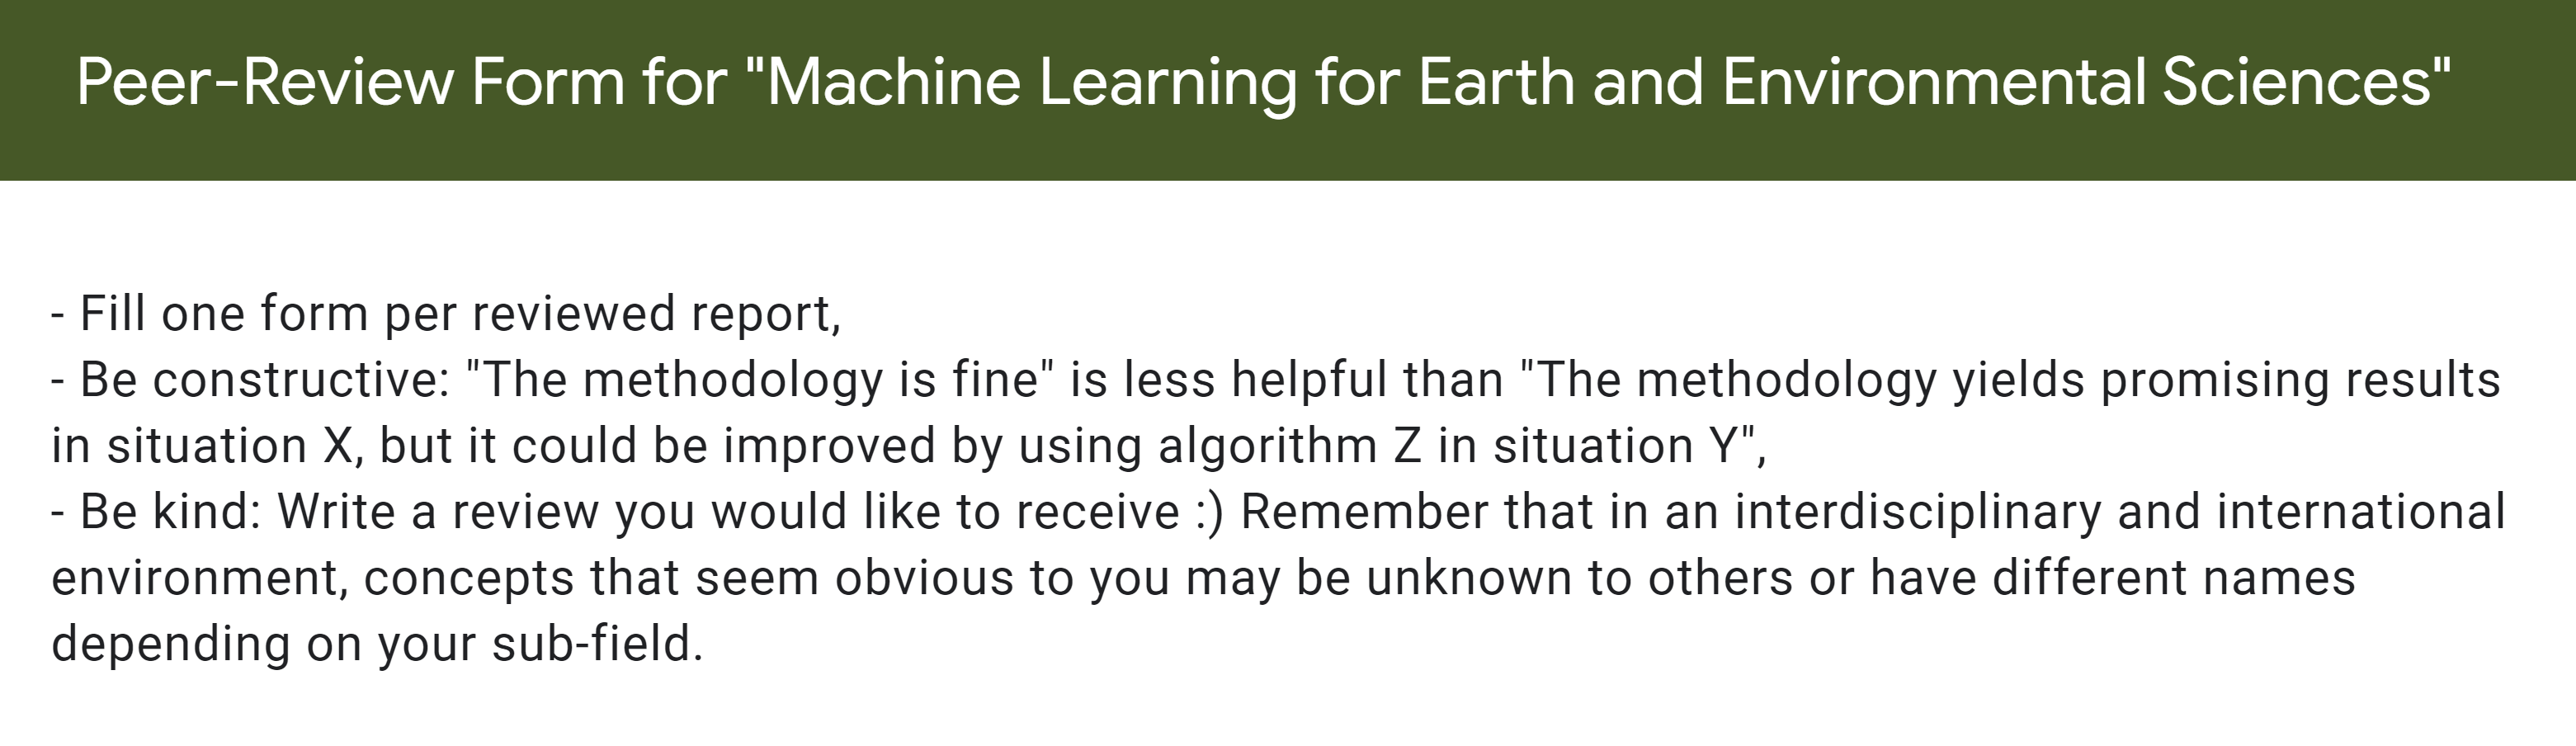 Peer-Review Form for "Machine Learning for Earth and Environmental Sciences"
- Fill one form per reviewed report,
- Be constructive: "The methodology is fine" is less helpful than "The methodology yields promising results
in situation X, but it could be improved by using algorithm Z in situation Y",
- Be kind: Write a review you would like to receive :) Remember that in an interdisciplinary and international
environment, concepts that seem obvious to you may be unknown to others or have different names
depending on your sub-field.